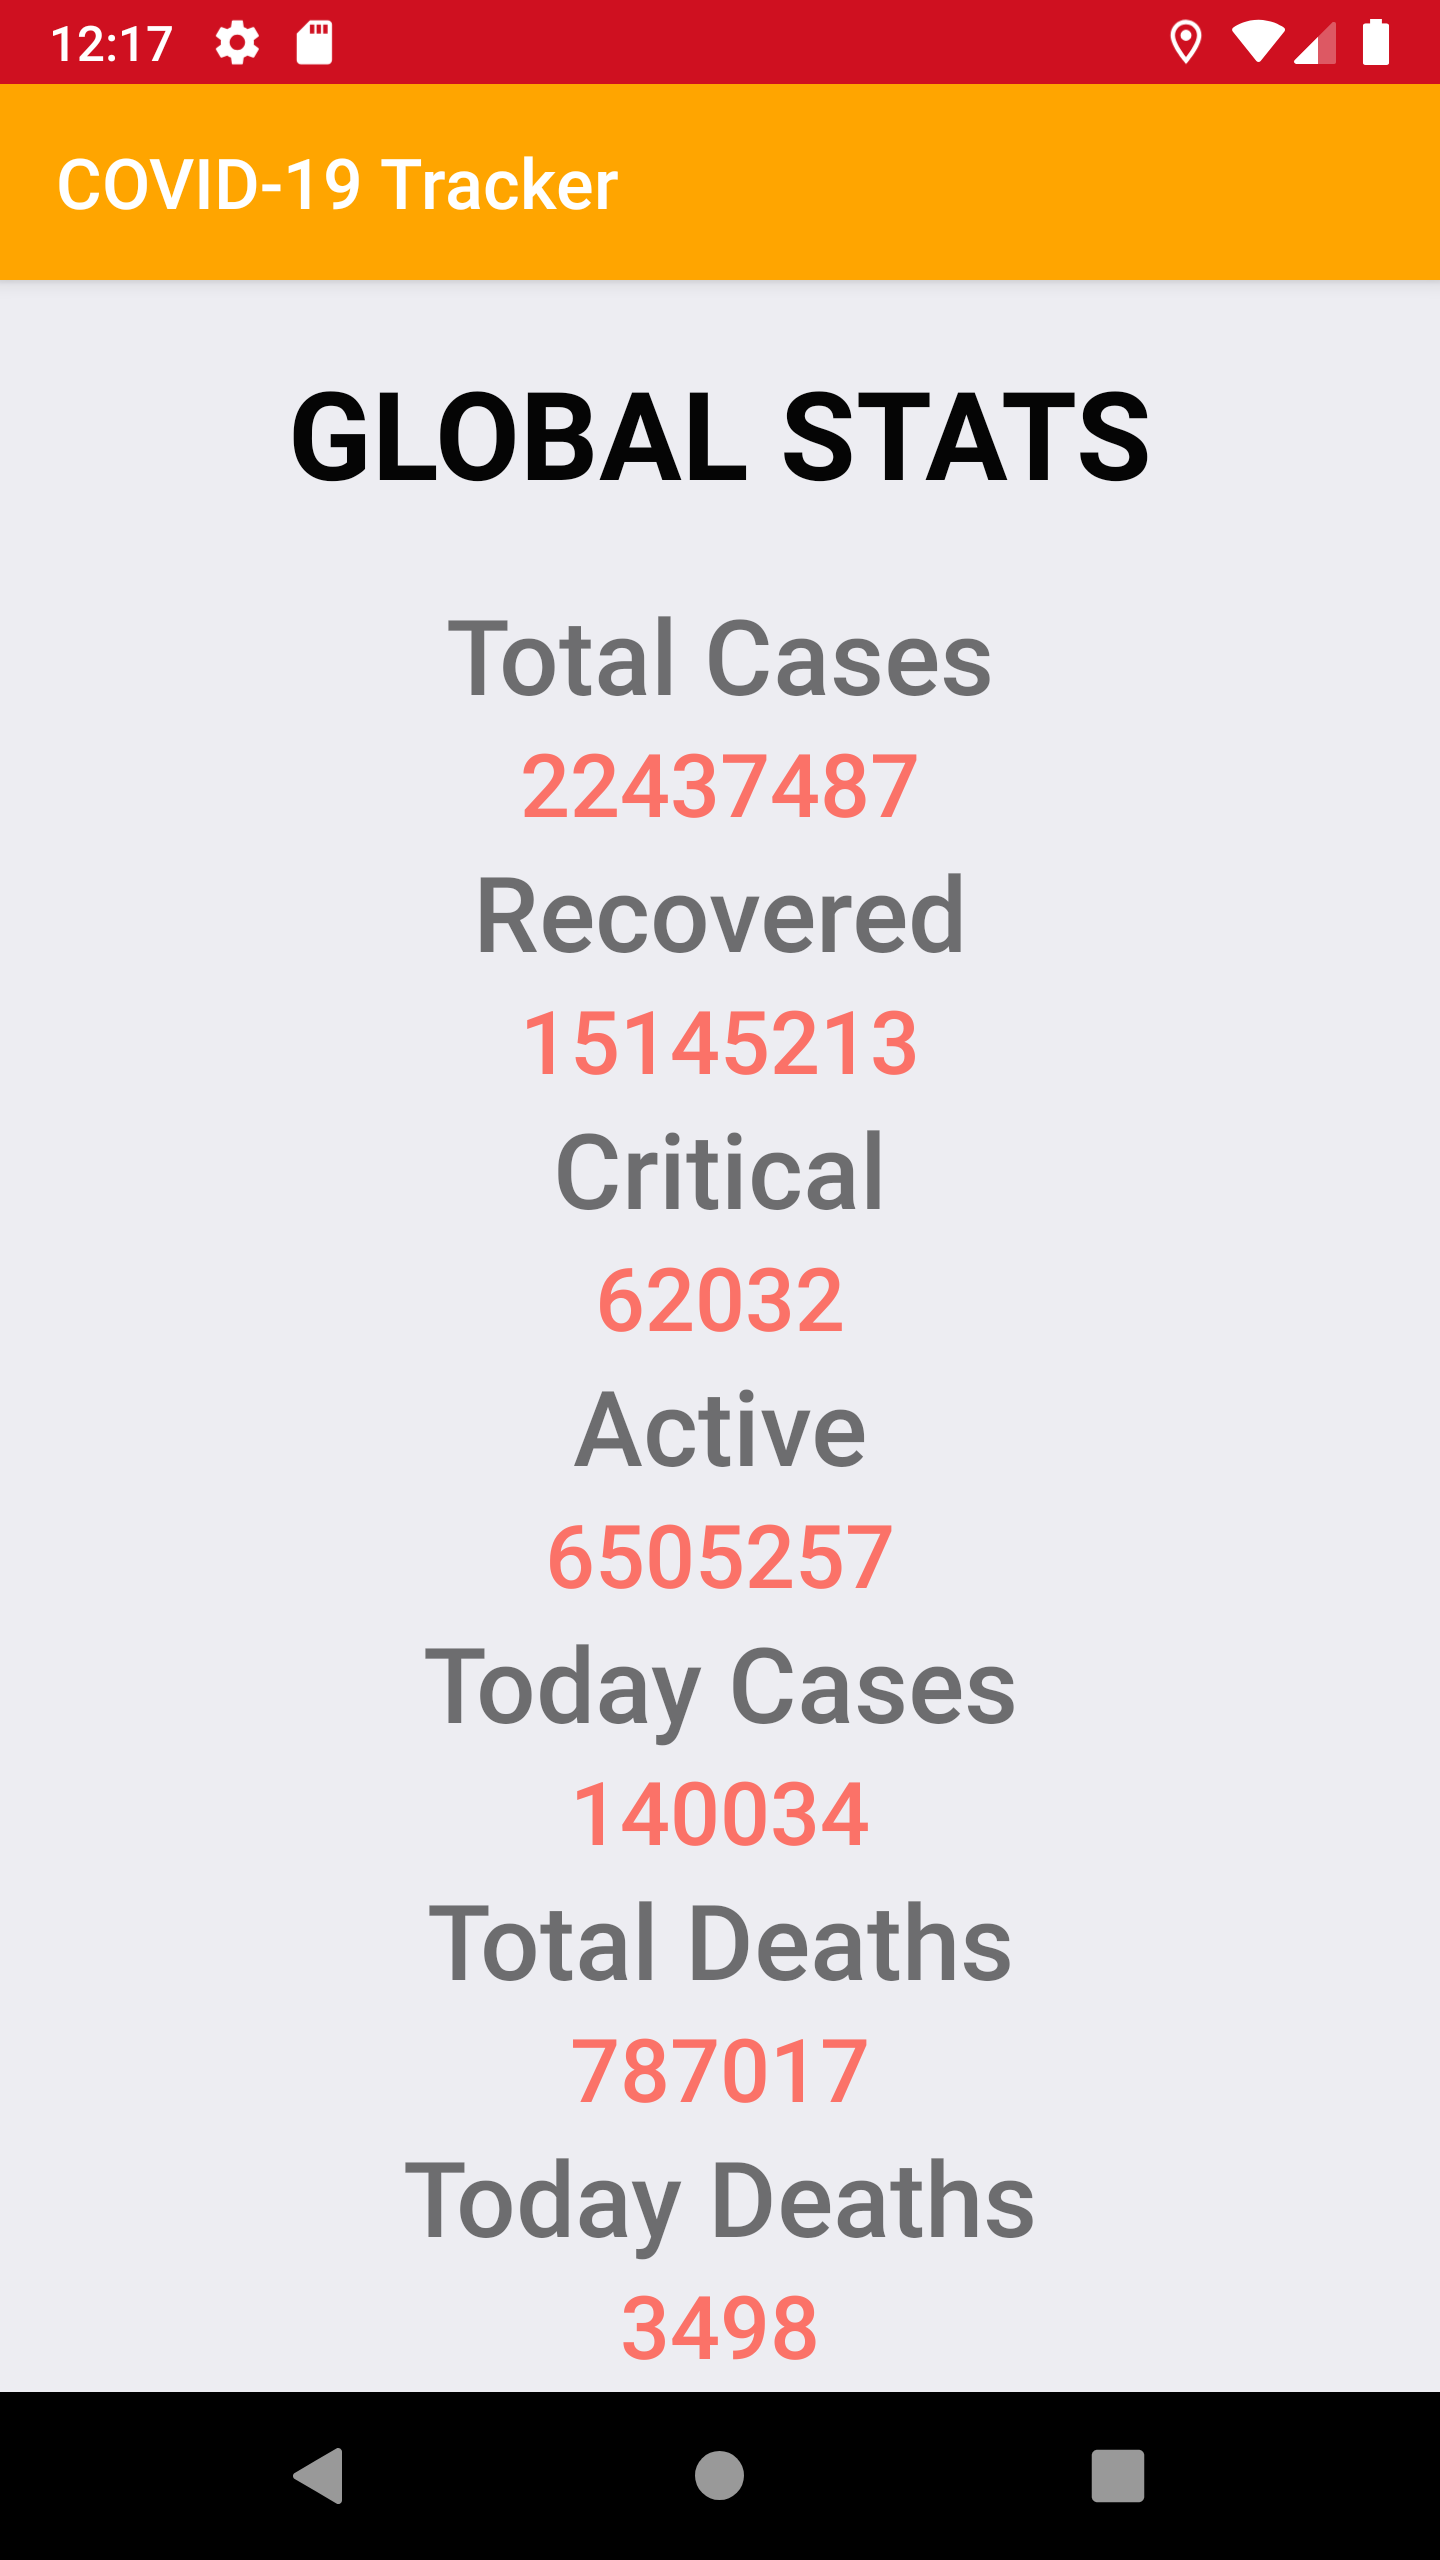 12:17
COVID-19 Tracker
GLOBAL STATS
Total Cases
22437487
Recovered
15145213
Critical
62032
Active
6505257
Today Cases
140034
Total Deaths
787017
Today Deaths
3498